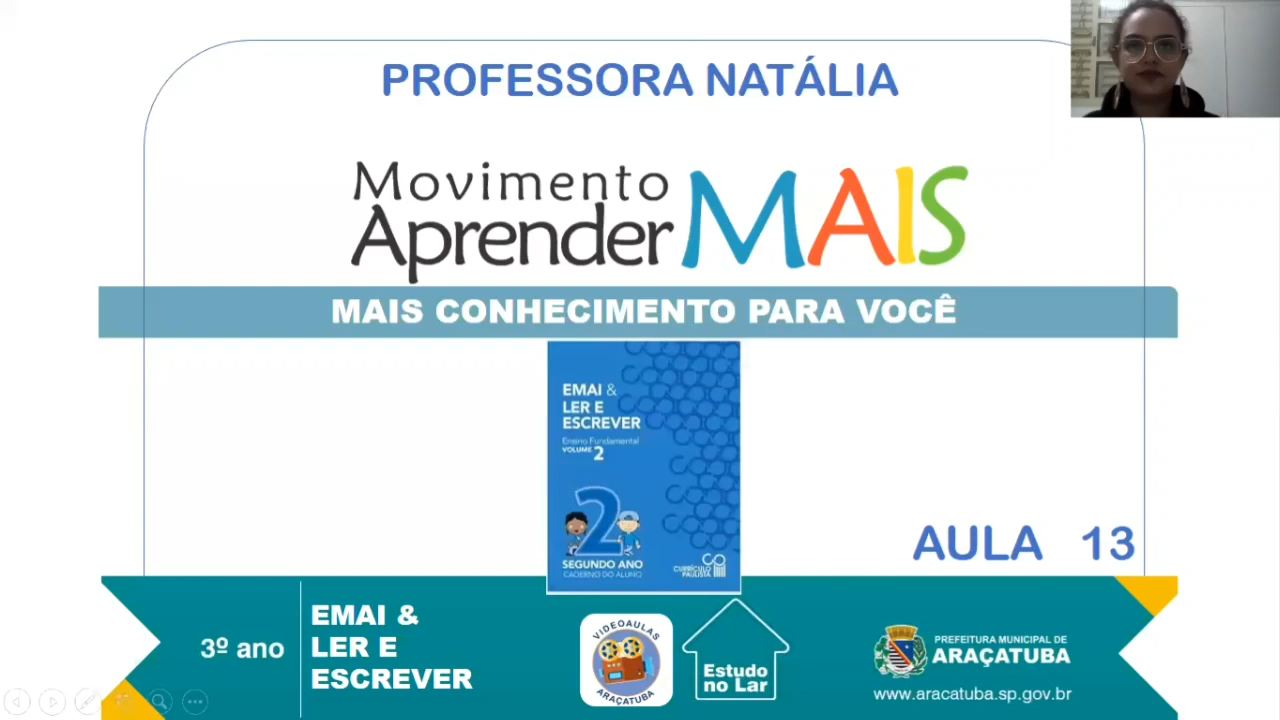 PROFESSORA NATÁLIA
Movimento
Aprender MAIS
MAIS CONHECIMENTO PARA VOCÊ
EMAI &
LER E
ESCREVER
Ensino Fundamental
VOLUME 2
2
SEGUNDO ANO
CADERNO DO ALUNO
CURRÍCULO
PAULISTA
AULA 13
3º ano
EMAI &
LER E
ESCREVER
VIDEOAULAS
ARAÇATUBA
Estudo
no Lar
PREFEITURA MUNICIPAL DE
ARAÇATUBA
www.aracatuba.sp.gov.br